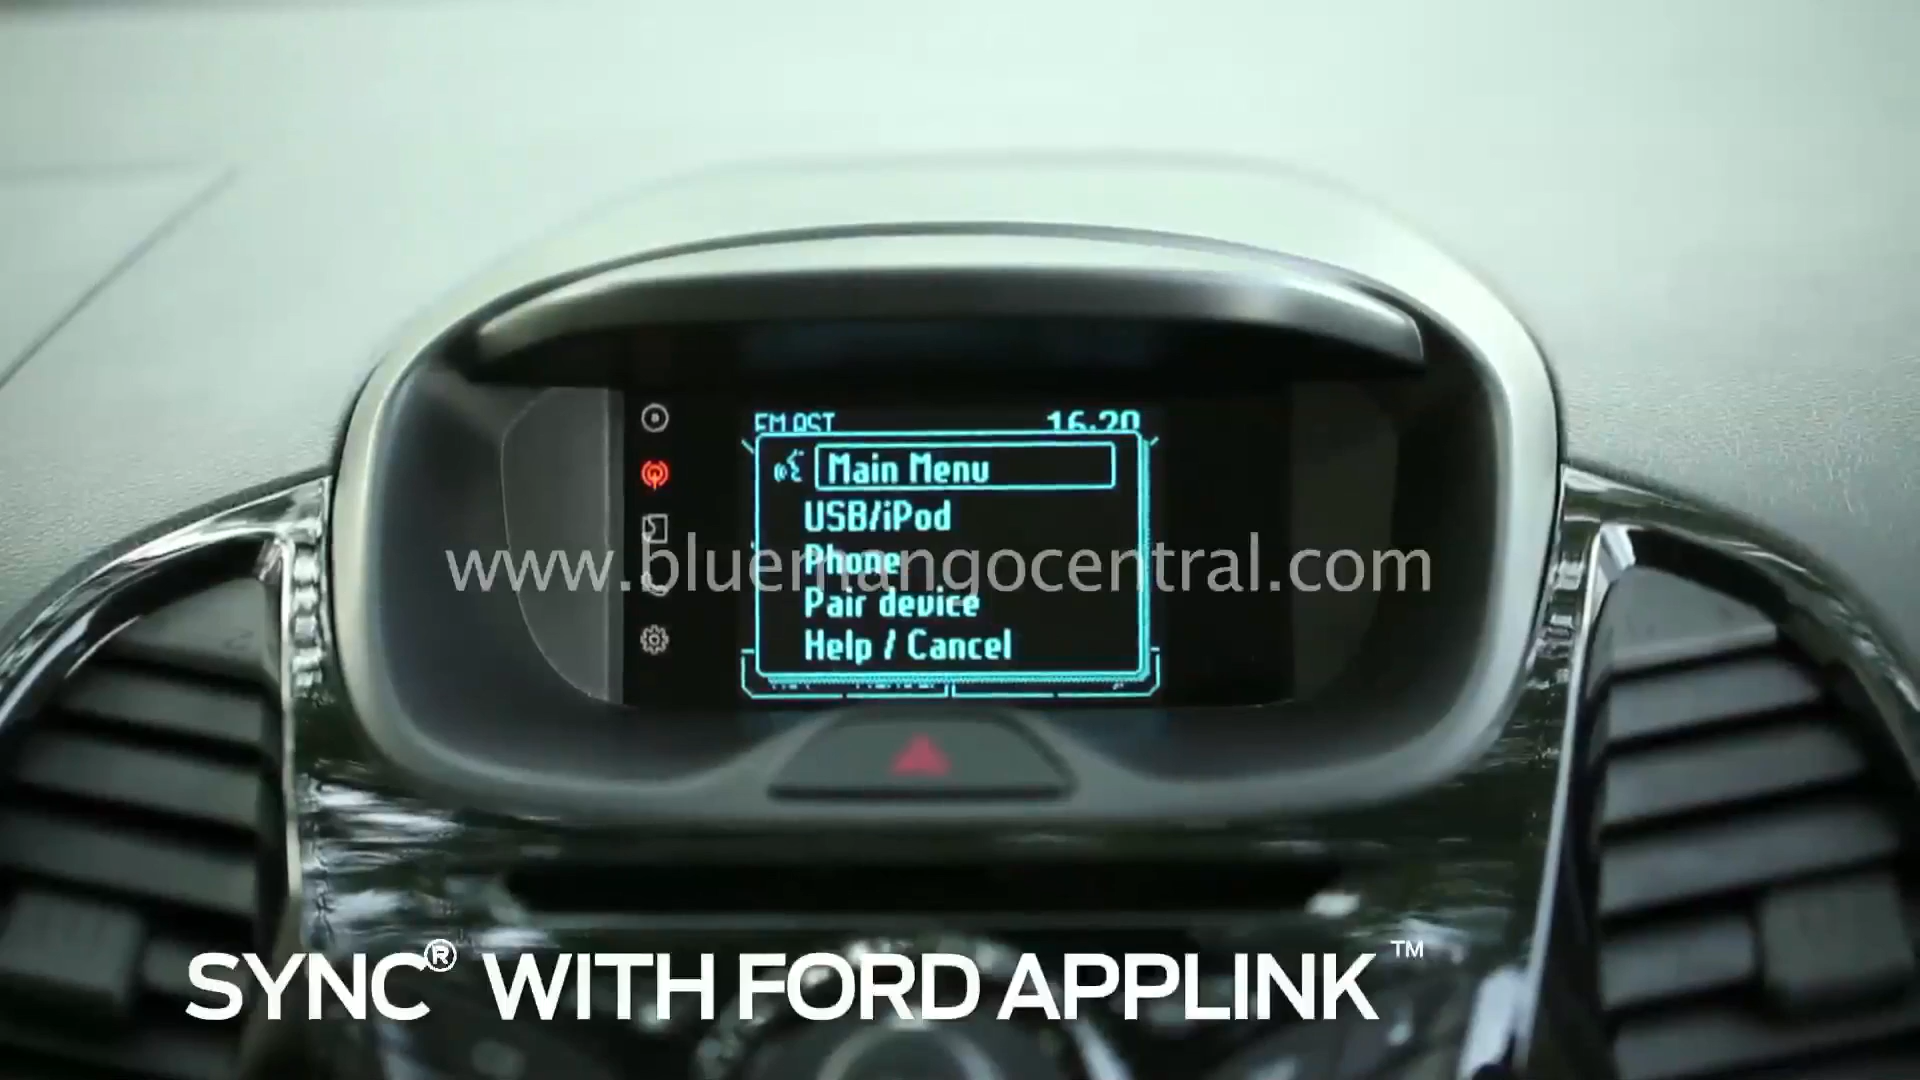 FM AST 16:20
Main Menu
USB/iPod
Phone
www.bluemangocentral.com
Pair device
Help / Cancel
SYNC® WITH FORD APPLINK™